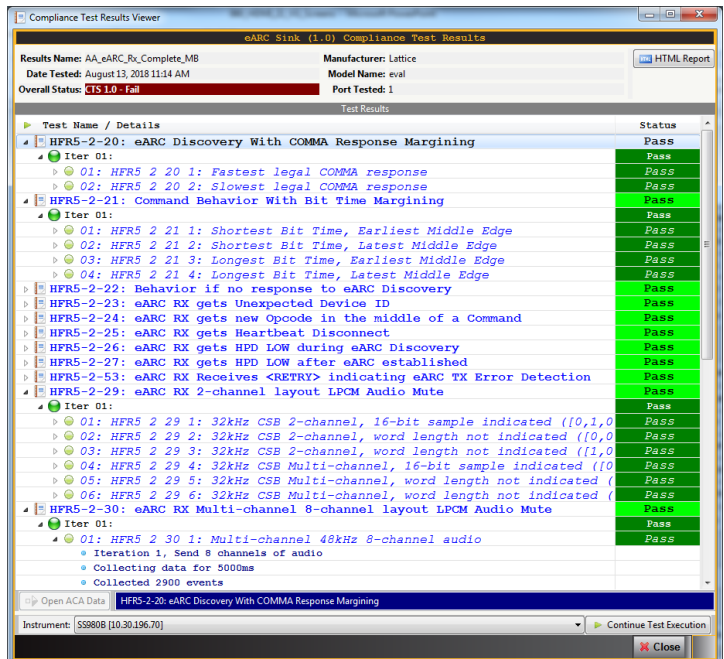 Compliance Test Results Viewer
eARC Sink (1.0) Compliance Test Results
Results Name: AA_eARC_Rx_Complete_MB Manufacturer: Lattice HTML Report
Date Tested: August 13, 2018 11:14 AM Model Name: eval
Overall Status: CTS 1.0 - Fail Port Tested: 1
Test Results
Test Name / Details Status
HFR5-2-20: eARC Discovery With COMMA Response Margining Pass
Iter 01: Pass
01: HFR5 2 20 1: Fastest legal COMMA response Pass
02: HFR5 2 20 2: Slowest legal COMMA response Pass
HFR5-2-21: Command Behavior With Bit Time Margining Pass
Iter 01: Pass
01: HFR5 2 21 1: Shortest Bit Time, Earliest Middle Edge Pass
02: HFR5 2 21 2: Shortest Bit Time, Latest Middle Edge Pass
03: HFR5 2 21 3: Longest Bit Time, Earliest Middle Edge Pass
04: HFR5 2 21 4: Longest Bit Time, Latest Middle Edge Pass
HFR5-2-22: Behavior if no response to eARC Discovery Pass
HFR5-2-23: eARC RX gets Unexpected Device ID Pass
HFR5-2-24: eARC RX gets new Opcode in the middle of a Command Pass
HFR5-2-25: eARC RX gets Heartbeat Disconnect Pass
HFR5-2-26: eARC RX gets HPD LOW during eARC Discovery Pass
HFR5-2-27: eARC RX gets HPD LOW after eARC established Pass
HFR5-2-53: eARC RX Receives <RETRY> indicating eARC TX Error Detection Pass
HFR5-2-29: eARC RX 2-channel layout LPCM Audio Mute Pass
Iter 01: Pass
01: HFR5 2 29 1: 32kHz CSB 2-channel, 16-bit sample indicated ([0,1,0 Pass
02: HFR5 2 29 2: 32kHz CSB 2-channel, word length not indicated ([0,0 Pass
03: HFR5 2 29 3: 32kHz CSB 2-channel, word length not indicated ([1,0 Pass
04: HFR5 2 29 4: 32kHz CSB Multi-channel, 16-bit sample indicated ([0 Pass
05: HFR5 2 29 5: 32kHz CSB Multi-channel, word length not indicated ( Pass
06: HFR5 2 29 6: 32kHz CSB Multi-channel, word length not indicated ( Pass
HFR5-2-30: eARC RX Multi-channel 8-channel layout LPCM Audio Mute Pass
Iter 01: Pass
01: HFR5 2 30 1: Multi-channel 48kHz 8-channel audio Pass
Iteration 1, Send 8 channels of audio
Collecting data for 5000ms
Collected 2900 events
Open ACA Data HFR5-2-20: eARC Discovery With COMMA Response Margining
Instrument: SS980B [10.30.196.70] Continue Test Execution
Close